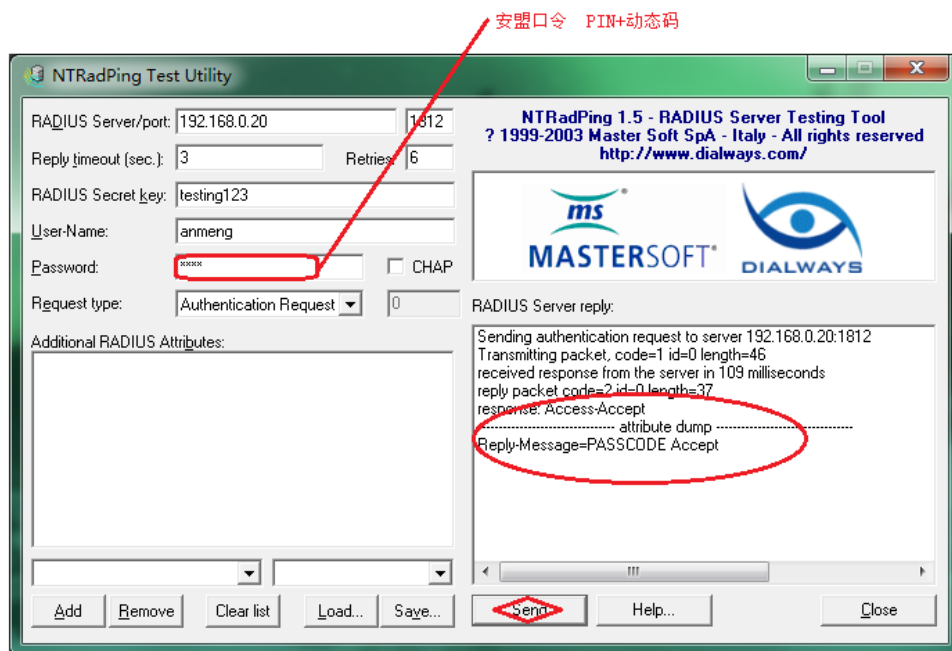 安盟口令 PIN+动态码
NTRadPing Test Utility
RADIUS Server/port: 192.168.0.20 1812
Reply timeout (sec.): 3 Retries: 6
RADIUS Secret key: testing123
User-Name: anmeng
Password: **** CHAP
Request type: Authentication Request 0
Additional RADIUS Attributes:
Add Remove Clear list Load... Save...
NTRadPing 1.5 - RADIUS Server Testing Tool
? 1999-2003 Master Soft SpA - Italy - All rights reserved
http://www.dialways.com/
ms
MASTERSOFT
DIALWAYS
RADIUS Server reply:
Sending authentication request to server 192.168.0.20:1812
Transmitting packet, code=1 id=0 length=46
received response from the server in 109 milliseconds
reply packet code=2 id=0 length=37
response: Access-Accept
------------------------------ attribute dump ------------------------------
Reply-Message=PASSCODE Accept
Send Help... Close